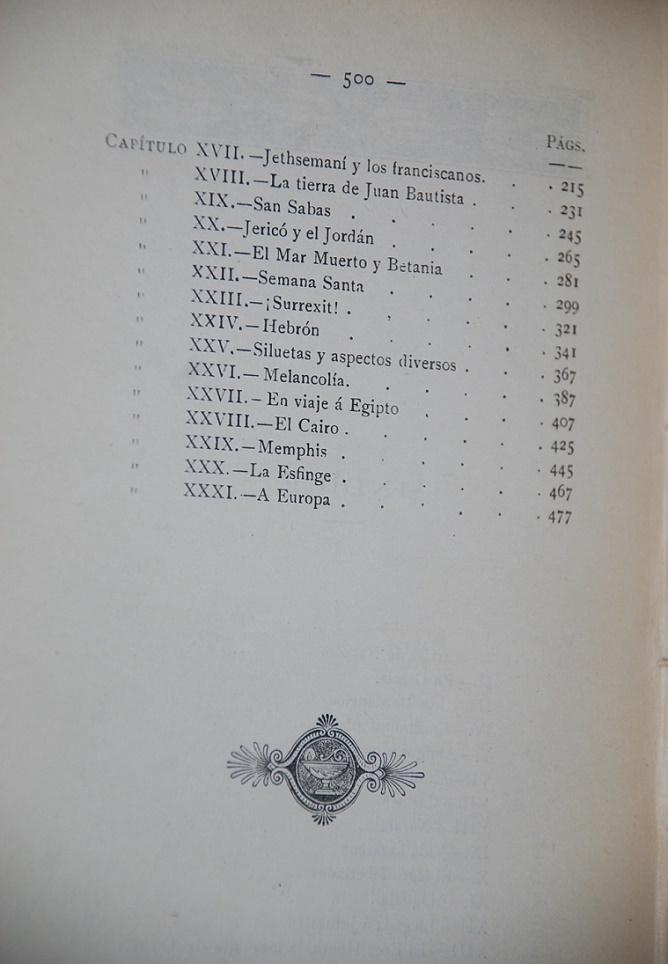 — 500 —
PÁGS.
CAPÍTULO XVII.—Jethsemaní y los franciscanos. . . 215
" XVIII.—La tierra de Juan Bautista . . . 231
" XIX.—San Sabas . . . . . 245
" XX.—Jericó y el Jordán . . . . 265
" XXI.—El Mar Muerto y Betania . . . 281
" XXII.—Semana Santa . . . . 299
" XXIII.—¡Surrexit! . . . . . 321
" XXIV.—Hebrón . . . . . 341
" XXV.—Siluetas y aspectos diversos . . . 367
" XXVI.—Melancolía. . . . . 387
" XXVII.-En viaje á Egipto . . . . 407
" XXVIII.—El Cairo . . . . . 425
" XXIX.—Memphis . . . . . 445
" XXX.—La Esfinge . . . . . 467
" XXXI.—A Europa . . . . . 477